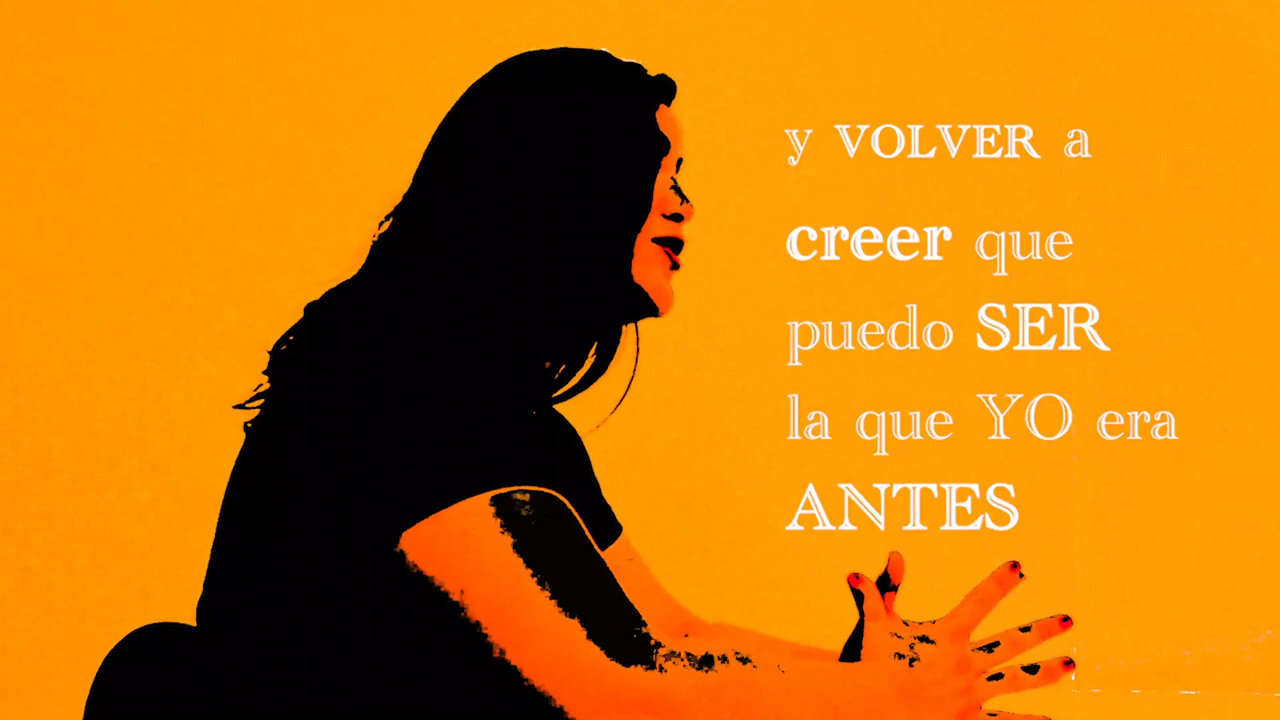 y VOLVER a
creer que
puedo SER
la que YO era
ANTES